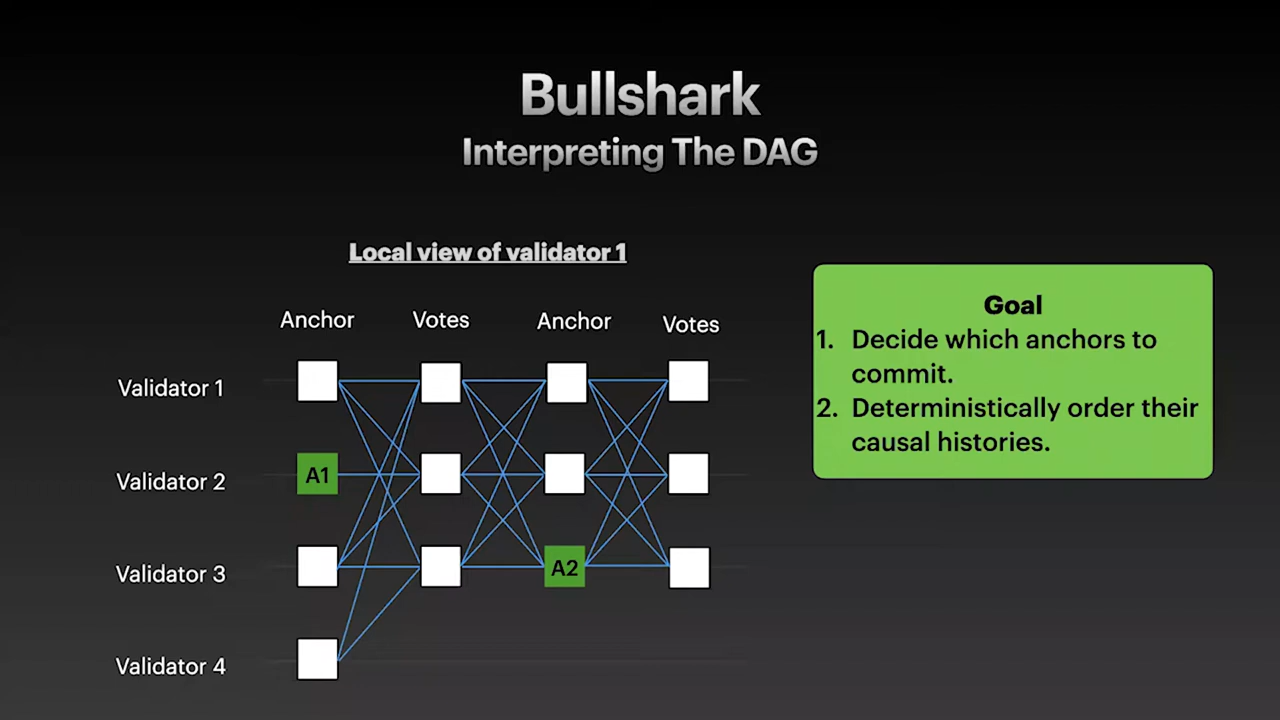 Bullshark
Interpreting The DAG
Local view of validator 1
Anchor
Votes
Anchor
Votes
Validator 1
Validator 2
A1
Validator 3
A2
Validator 4
Goal
1. Decide which anchors to
commit.
2. Deterministically order their
causal histories.